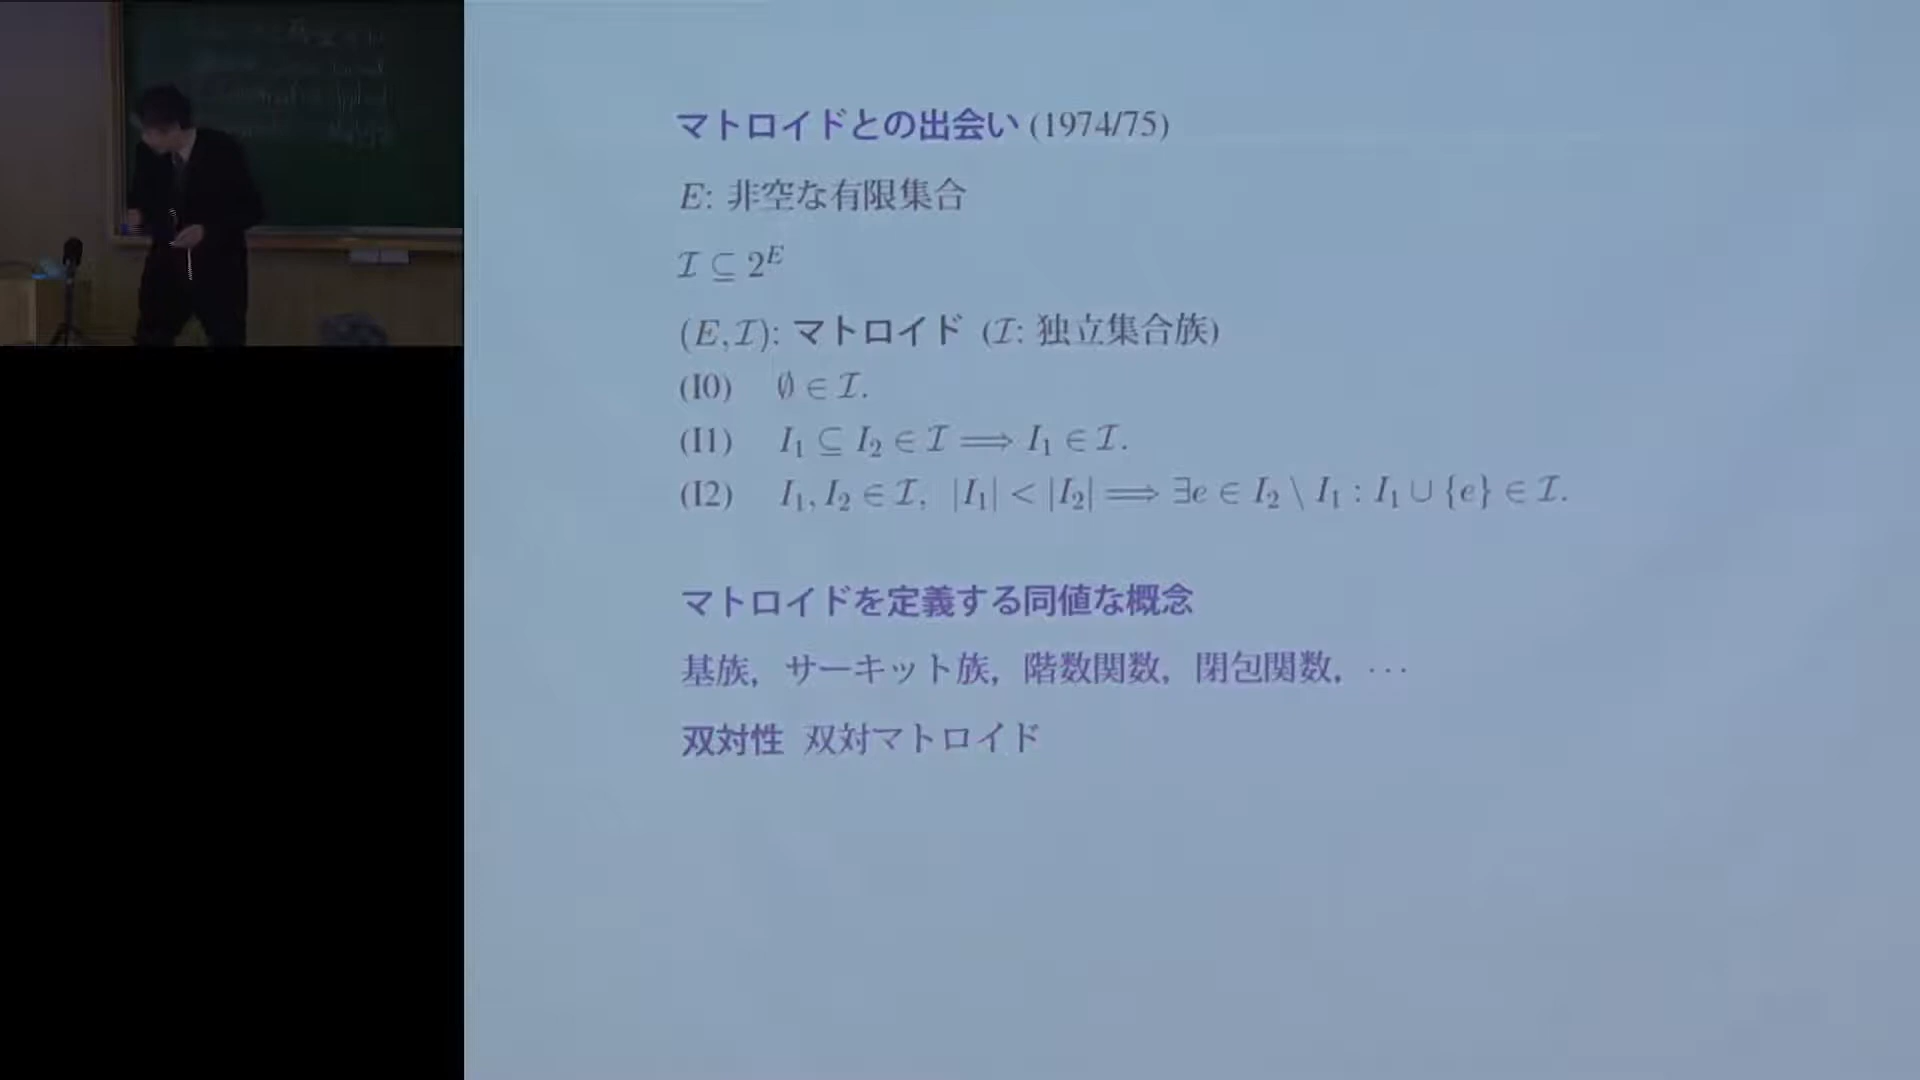 マトロイドとの出会い (1974/75)
E: 非空な有限集合
𝓘 ⊆ 2^E
(E,𝓘): マトロイド (𝓘: 独立集合族)
(I0) ∅ ∈ 𝓘.
(I1) I₁ ⊆ I₂ ∈ 𝓘 ⟹ I₁ ∈ 𝓘.
(I2) I₁, I₂ ∈ 𝓘, |I₁| < |I₂| ⟹ ∃e ∈ I₂ \ I₁ : I₁ ∪ {e} ∈ 𝓘.
マトロイドを定義する同値な概念
基族, サーキット族, 階数関数, 閉包関数, ⋯
双対性 双対マトロイド